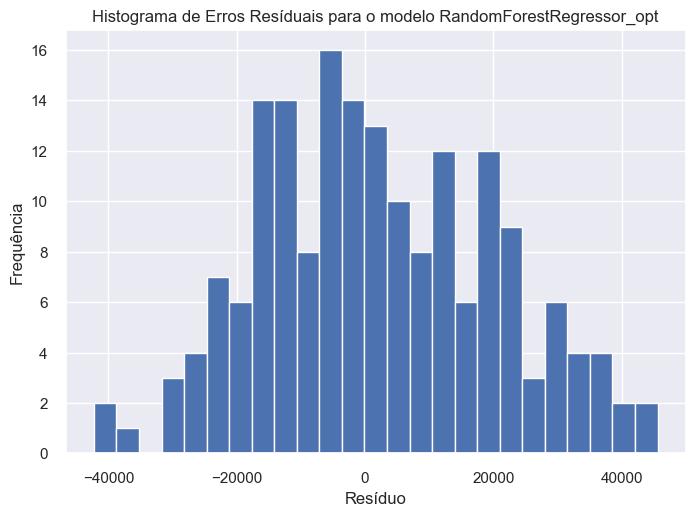 Histograma de Erros Resíduais para o modelo RandomForestRegressor_opt
16
14
12
10
8
6
4
2
0
Frequência
−40000 −20000 0 20000 40000
Resíduo